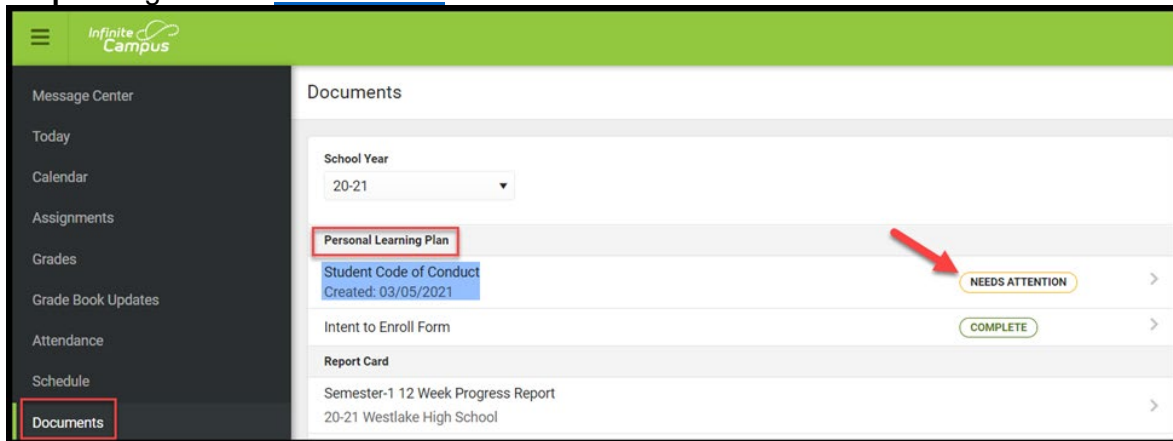 Infinite
Campus
Message Center
Today
Calendar
Assignments
Grades
Grade Book Updates
Attendance
Schedule
Documents
Documents
School Year
20-21
Personal Learning Plan
Student Code of Conduct
Created: 03/05/2021
NEEDS ATTENTION
Intent to Enroll Form
COMPLETE
Report Card
Semester-1 12 Week Progress Report
20-21 Westlake High School